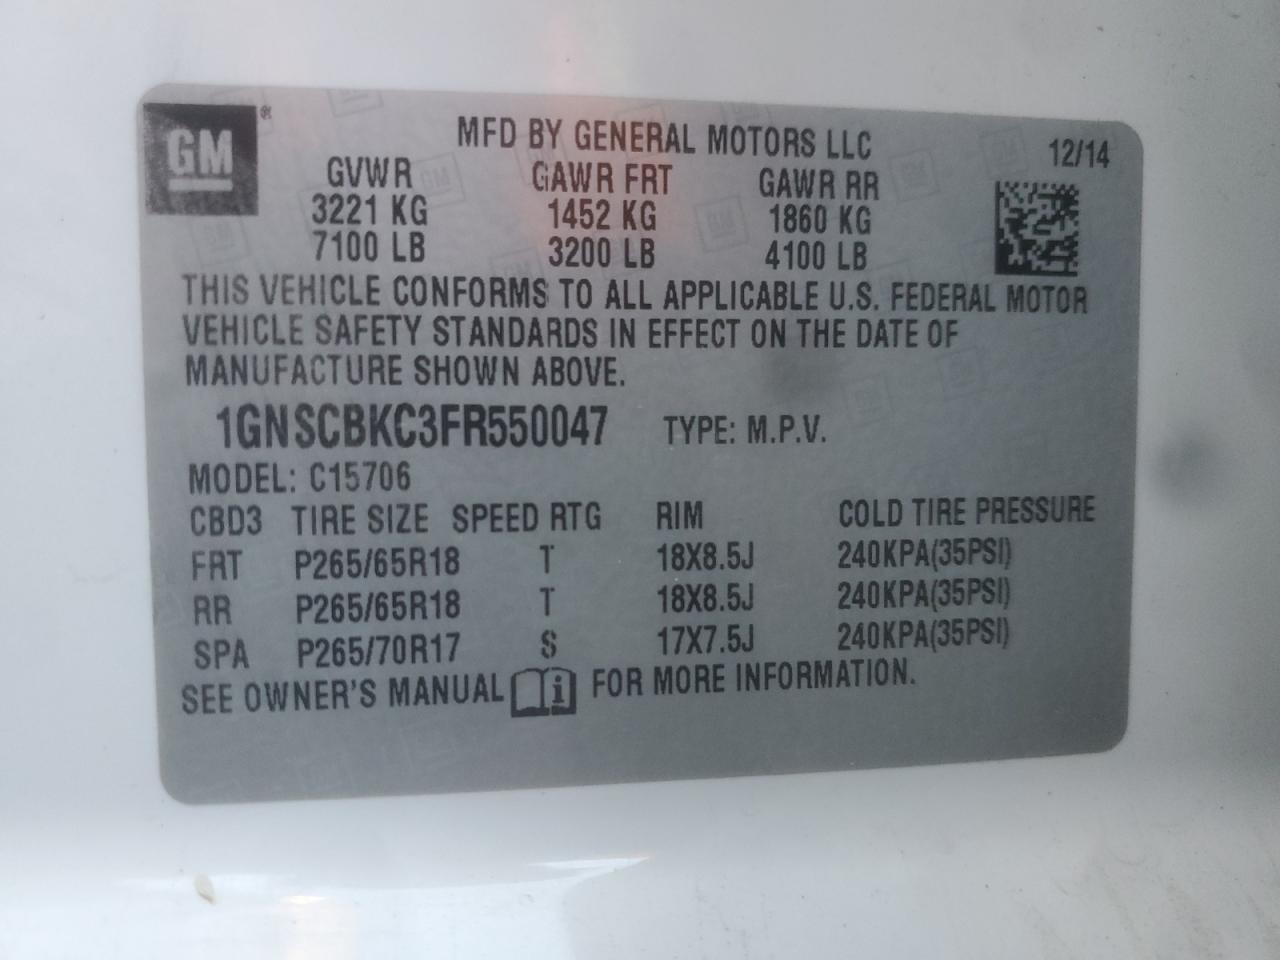 GM®
MFD BY GENERAL MOTORS LLC 12/14
GVWR GAWR FRT GAWR RR
3221 KG 1452 KG 1860 KG
7100 LB 3200 LB 4100 LB
THIS VEHICLE CONFORMS TO ALL APPLICABLE U.S. FEDERAL MOTOR
VEHICLE SAFETY STANDARDS IN EFFECT ON THE DATE OF
MANUFACTURE SHOWN ABOVE.
1GNSCBKC3FR550047 TYPE: M.P.V.
MODEL: C15706
CBD3 TIRE SIZE SPEED RTG RIM COLD TIRE PRESSURE
FRT P265/65R18 T 18X8.5J 240KPA(35PSI)
RR P265/65R18 T 18X8.5J 240KPA(35PSI)
SPA P265/70R17 S 17X7.5J 240KPA(35PSI)
SEE OWNER'S MANUAL i FOR MORE INFORMATION.